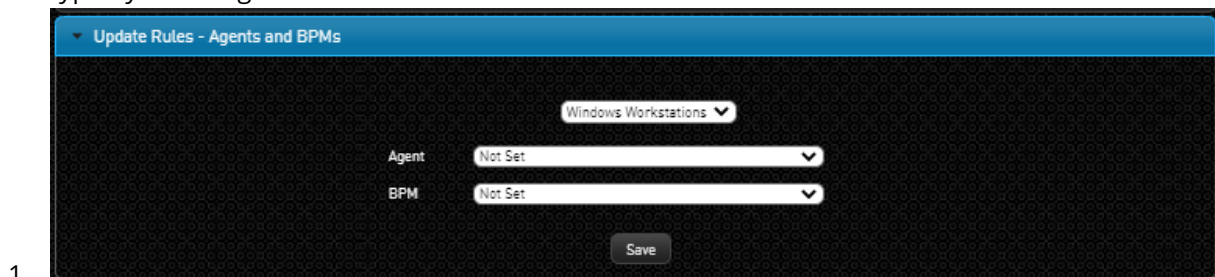 Update Rules - Agents and BPMs
Windows Workstations
Agent Not Set
BPM Not Set
Save
1